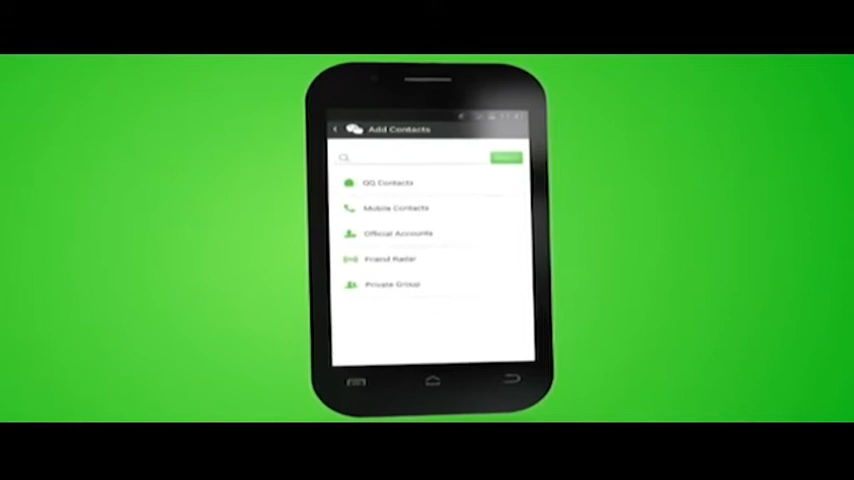 Add Contacts
QQ Contacts
Mobile Contacts
Official Accounts
Friend Radar
Private Group